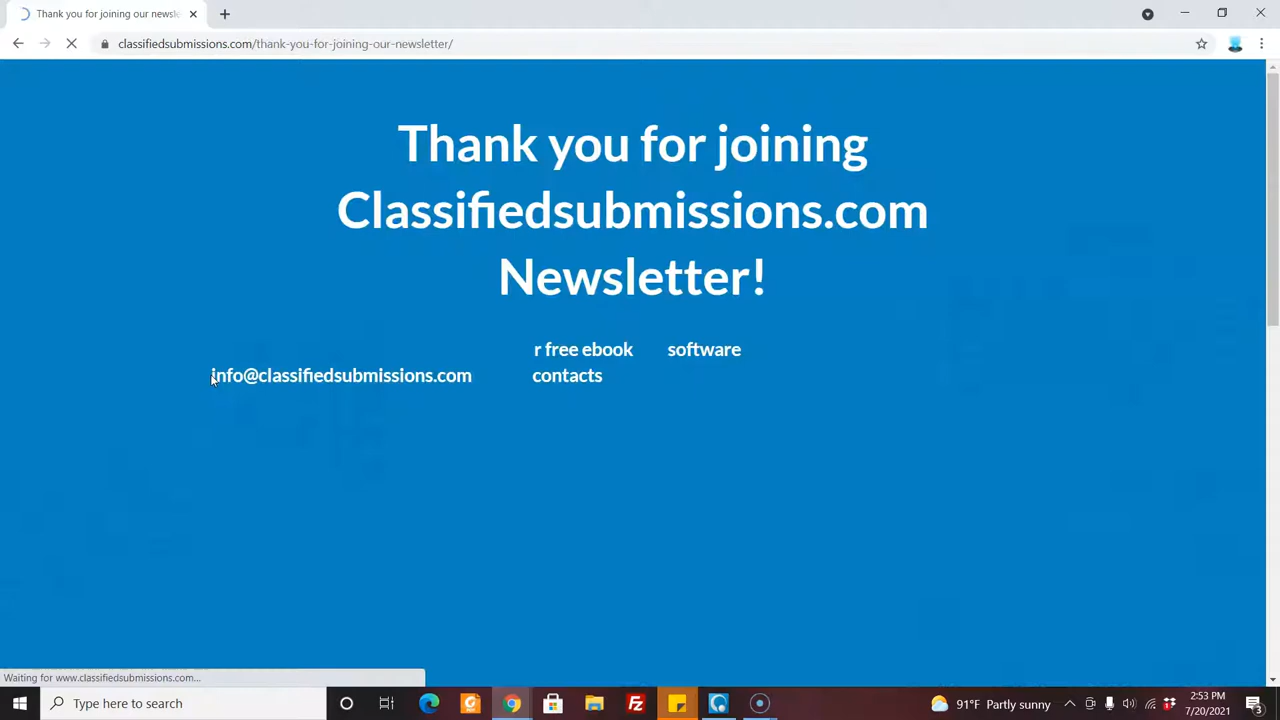 Thank you for joining our newsle
classifiedsubmissions.com/thank-you-for-joining-our-newsletter/
Thank you for joining
Classifiedsubmissions.com
Newsletter!
r free ebook software
info@classifiedsubmissions.com contacts
Waiting for www.classifiedsubmissions.com...
Type here to search
91°F Partly sunny
2:53 PM
7/20/2021
3